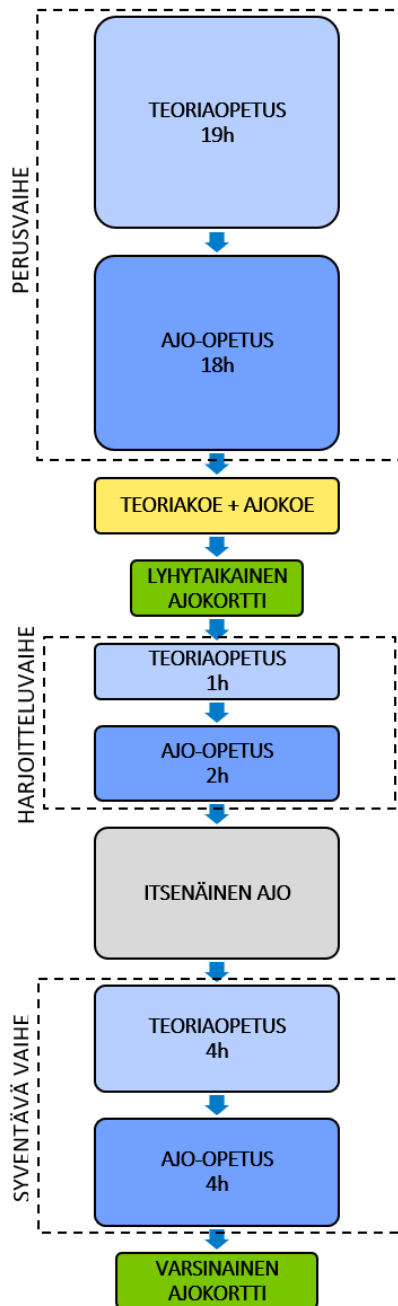 PERUSVAIHE
TEORIAOPETUS
19h
AJO-OPETUS
18h
TEORIAKOE + AJOKOE
LYHYTAIKAINEN
AJOKORTTI
HARJOITTELUVAIHE
TEORIAOPETUS
1h
AJO-OPETUS
2h
ITSENÄINEN AJO
SYVENTÄVÄ VAIHE
TEORIAOPETUS
4h
AJO-OPETUS
4h
VARSINAINEN
AJOKORTTI